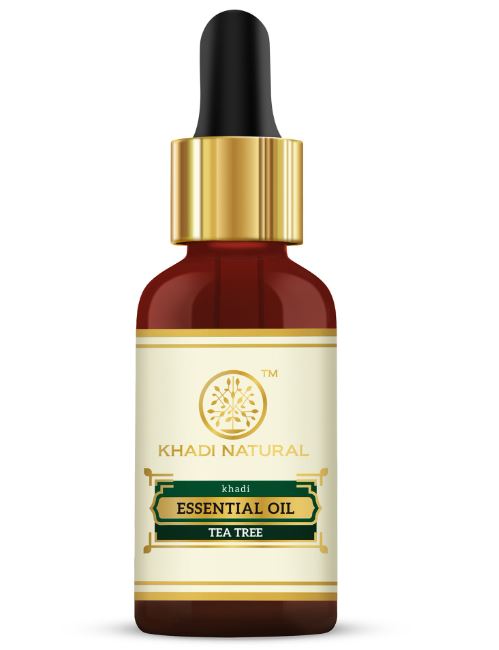 TM
KHADI NATURAL
khadi
ESSENTIAL OIL
TEA TREE